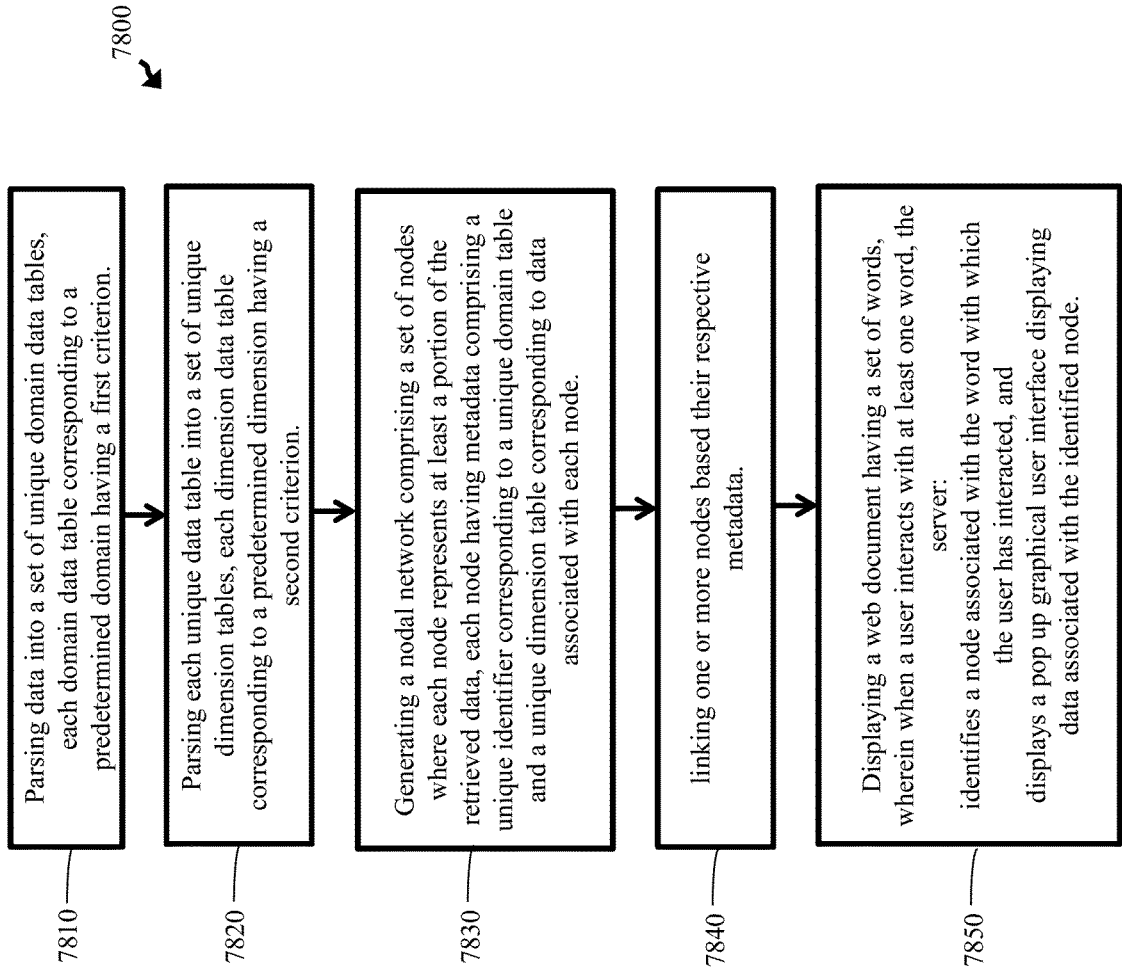 7800
7810
Parsing data into a set of unique domain data tables,
each domain data table corresponding to a
predetermined domain having a first criterion.
7820
Parsing each unique data table into a set of unique
dimension tables, each dimension data table
corresponding to a predetermined dimension having a
second criterion.
7830
Generating a nodal network comprising a set of nodes
where each node represents at least a portion of the
retrieved data, each node having metadata comprising a
unique identifier corresponding to a unique domain table
and a unique dimension table corresponding to data
associated with each node.
7840
linking one or more nodes based their respective
metadata.
7850
Displaying a web document having a set of words,
wherein when a user interacts with at least one word, the
server:
identifies a node associated with the word with which
the user has interacted, and
displays a pop up graphical user interface displaying
data associated with the identified node.